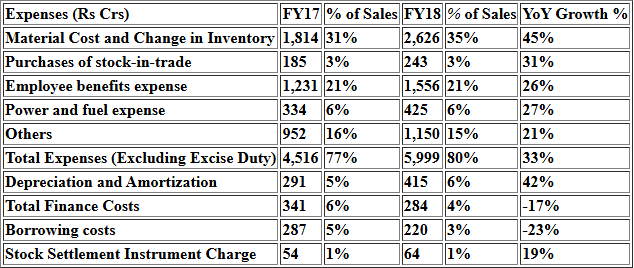 Expenses (Rs Crs) FY17 % of Sales FY18 % of Sales YoY Growth %
Material Cost and Change in Inventory 1,814 31% 2,626 35% 45%
Purchases of stock-in-trade 185 3% 243 3% 31%
Employee benefits expense 1,231 21% 1,556 21% 26%
Power and fuel expense 334 6% 425 6% 27%
Others 952 16% 1,150 15% 21%
Total Expenses (Excluding Excise Duty) 4,516 77% 5,999 80% 33%
Depreciation and Amortization 291 5% 415 6% 42%
Total Finance Costs 341 6% 284 4% -17%
Borrowing costs 287 5% 220 3% -23%
Stock Settlement Instrument Charge 54 1% 64 1% 19%